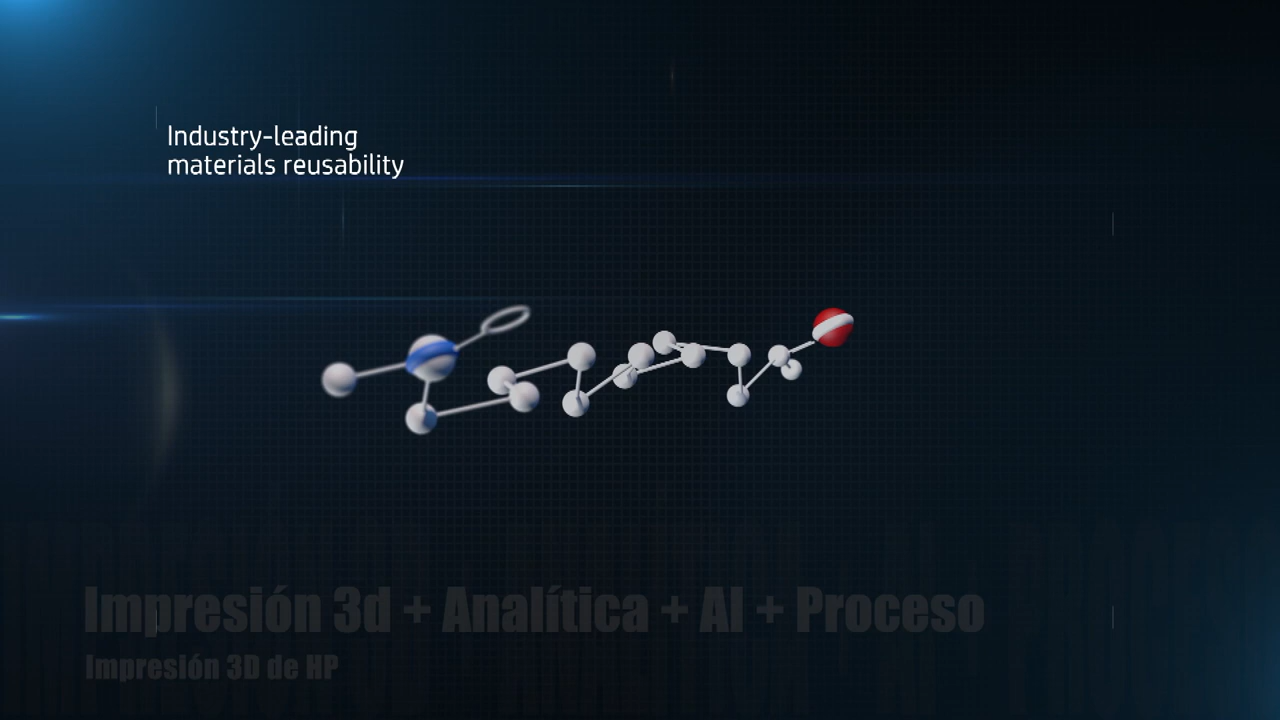 Industry-leading
materials reusability
Impresión 3d + Analítica + AI + Proceso
Impresión 3D de HP